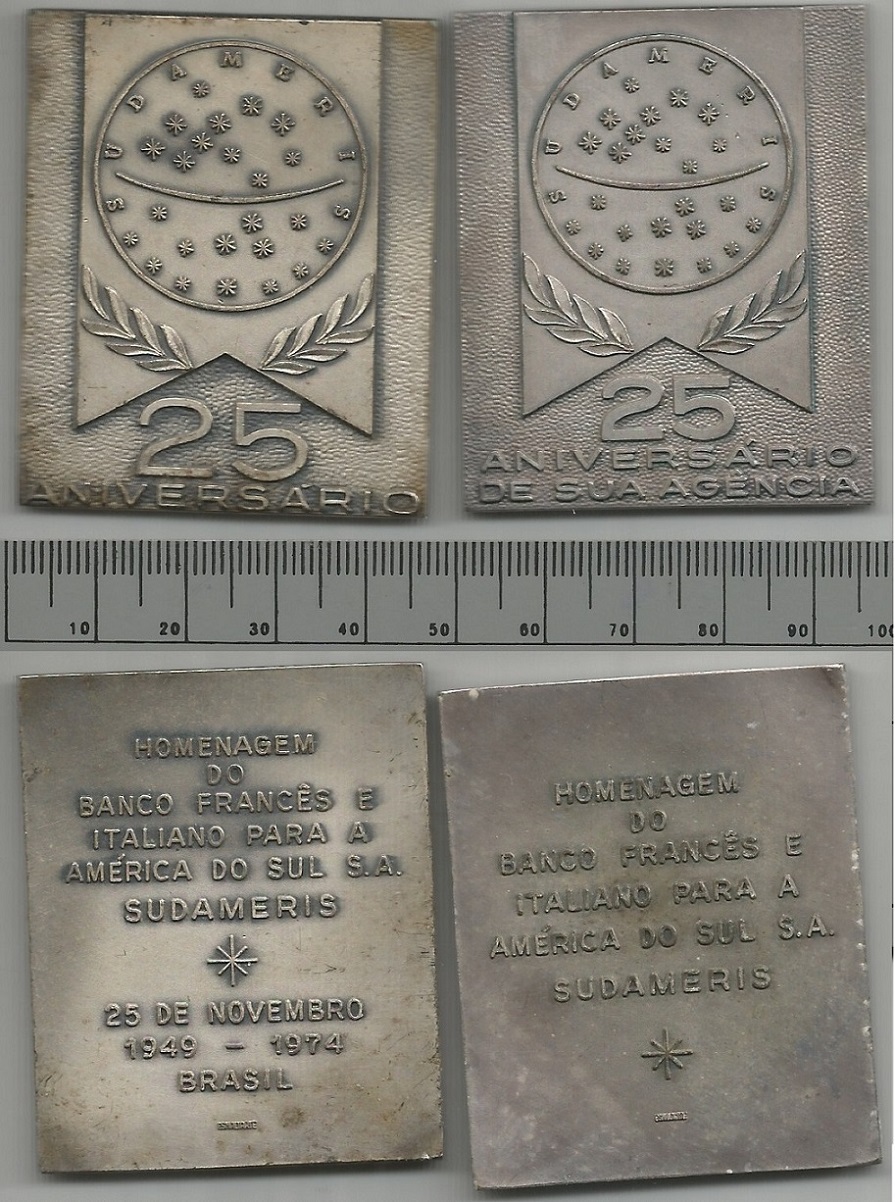 SUDAMERIS
25
ANIVERSÁRIO
SUDAMERIS
25
ANIVERSÁRIO
DE SUA AGÊNCIA
10 20 30 40 50 60 70 80 90 100
HOMENAGEM
DO
BANCO FRANCÊS E
ITALIANO PARA A
AMÉRICA DO SUL S.A.
SUDAMERIS
25 DE NOVEMBRO
1949 - 1974
BRASIL
HOMENAGEM
DO
BANCO FRANCÊS E
ITALIANO PARA A
AMÉRICA DO SUL S.A.
SUDAMERIS